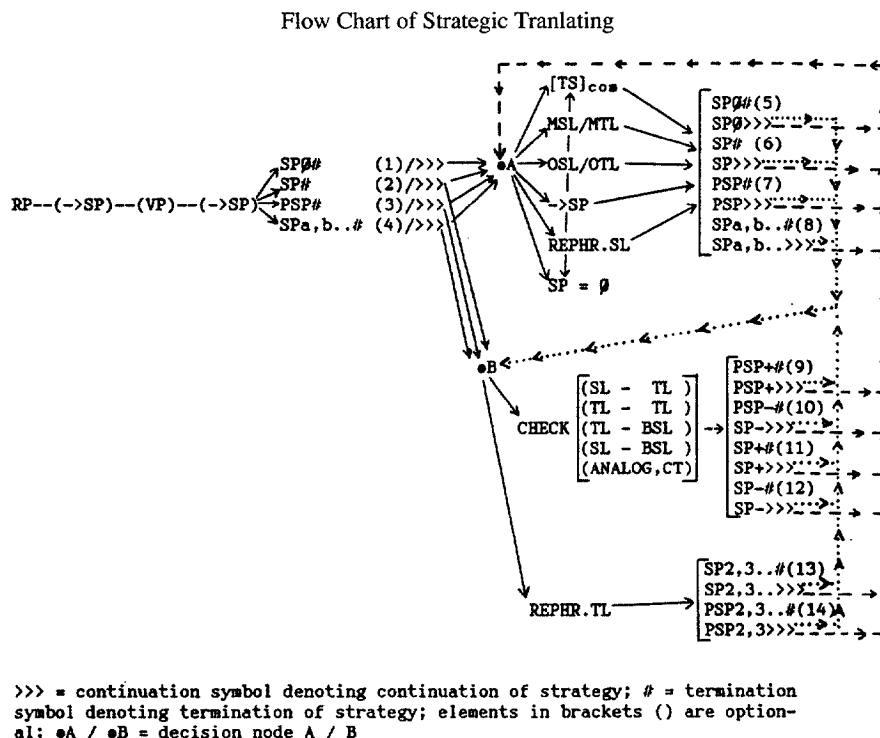 Flow Chart of Strategic Tranlating
[TS]com
MSL/MTL
●A OSL/OTL
->SP
REPHR.SL
SP = Ø
SPØ#(5)
SPØ>>>
SP# (6)
SP>>>
PSP#(7)
PSP>>>
SPa,b..#(8)
SPa,b..>>>
RP--(->SP)--(VP)--(->SP)
SPØ# (1)/>>>
SP# (2)/>>>
PSP# (3)/>>>
SPa,b..# (4)/>>>
●B
CHECK
(SL - TL )
(TL - TL )
(TL - BSL )
(SL - BSL )
(ANALOG,CT)
PSP+#(9)
PSP+>>>
PSP-#(10)
SP->>>
SP+#(11)
SP+>>>
SP-#(12)
SP->>>
REPHR.TL
SP2,3..#(13)
SP2,3..>>>
PSP2,3..#(14)
PSP2,3>>>
>>> = continuation symbol denoting continuation of strategy; # = termination
symbol denoting termination of strategy; elements in brackets () are option-
al; ●A / ●B = decision node A / B